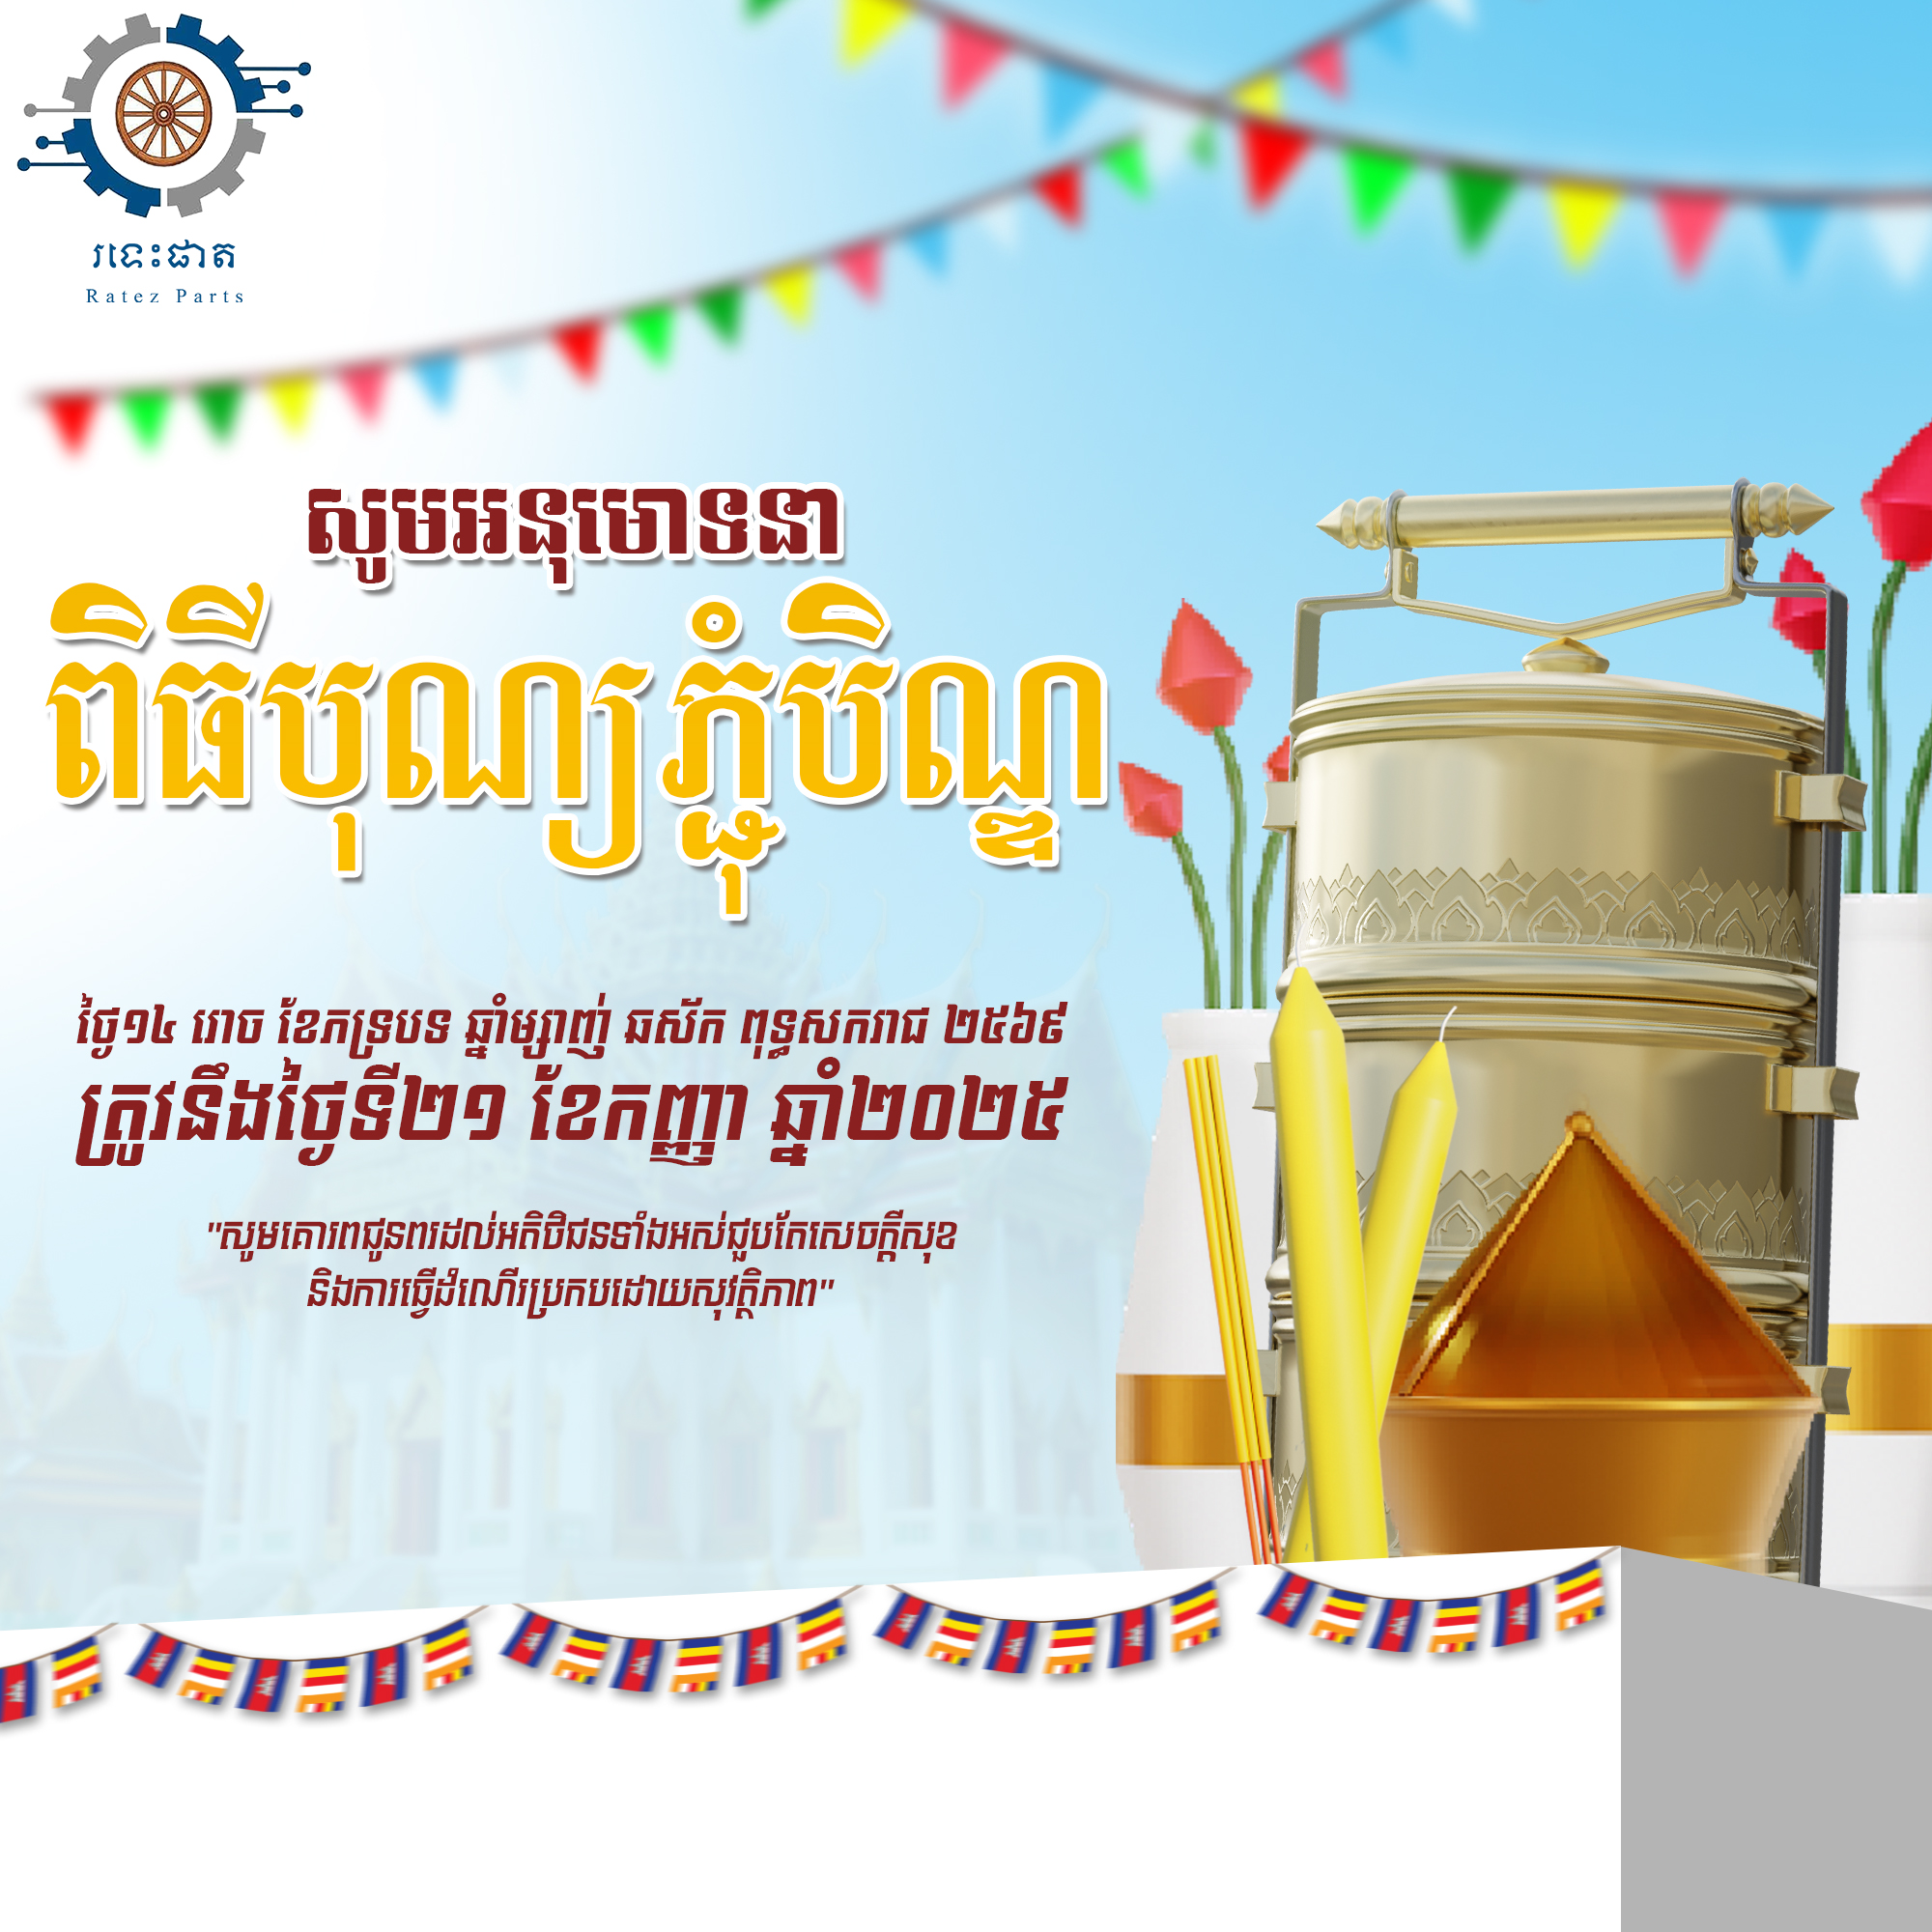 រទេះផាត
Ratez Parts
សូមអនុមោទនា
ពិធីបុណ្យភ្ជុំបិណ្ឌ
ថ្ងៃ១៤ រោច ខែភទ្របទ ឆ្នាំម្សាញ់ ឆស័ក ពុទ្ធសករាជ ២៥៦៩
ត្រូវនឹងថ្ងៃទី២១ ខែកញ្ញា ឆ្នាំ២០២៥
"សូមគោរពជូនពរដល់អតិថិជនទាំងអស់ជួបតែសេចក្តីសុខ
និងការធ្វើដំណើរប្រកបដោយសុវត្ថិភាព"